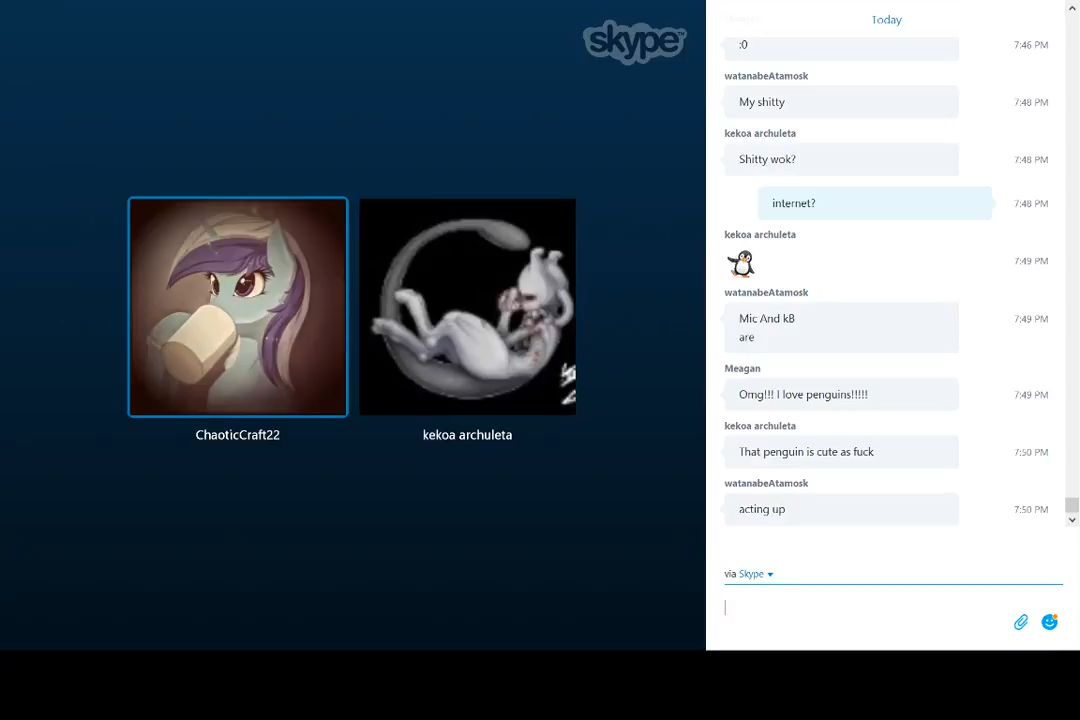 skype
ChaoticCraft22
kekoa archuleta
Today
:0
7:46 PM
watanabeAtamosk
My shitty
7:48 PM
kekoa archuleta
Shitty wok?
7:48 PM
internet?
7:48 PM
kekoa archuleta
7:49 PM
watanabeAtamosk
Mic And kB
are
7:49 PM
Meagan
Omg!!! I love penguins!!!!!
7:49 PM
kekoa archuleta
That penguin is cute as fuck
7:50 PM
watanabeAtamosk
acting up
7:50 PM
via Skype